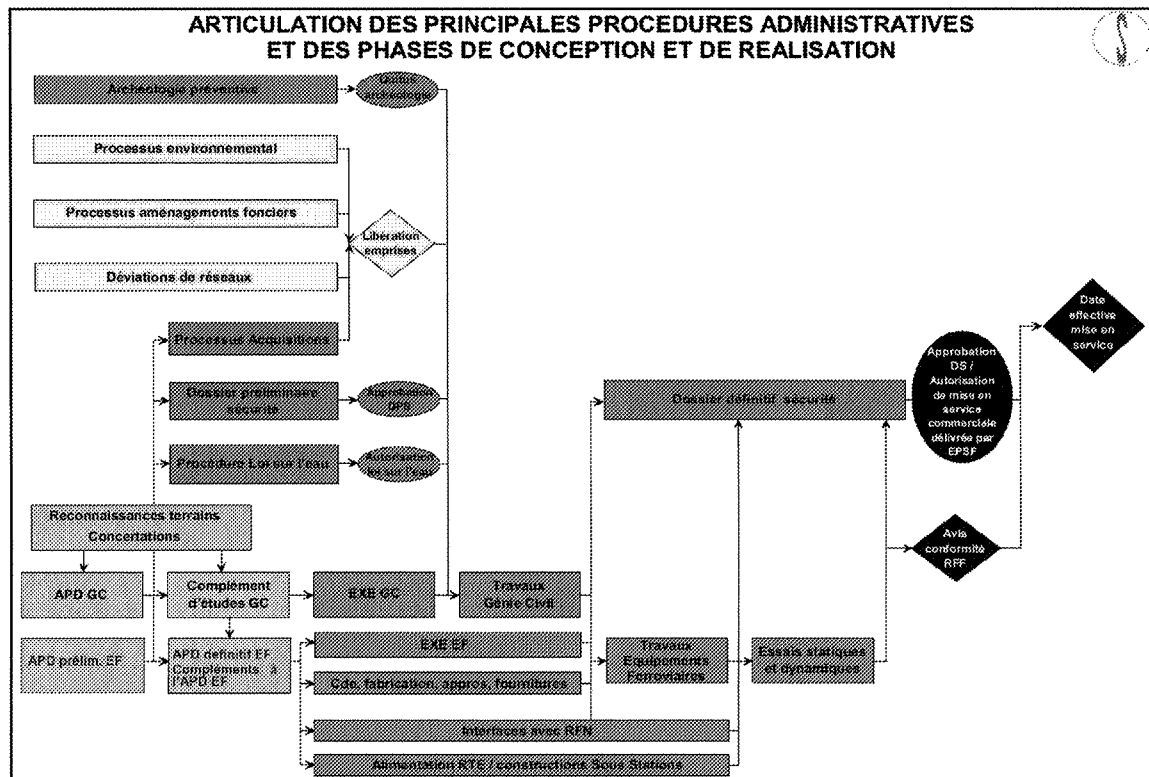 ARTICULATION DES PRINCIPALES PROCEDURES ADMINISTRATIVES
ET DES PHASES DE CONCEPTION ET DE REALISATION
Archéologie préventive
archéologie
Processus environnemental
Processus aménagements fonciers
Libération
emprises
Déviations de réseaux
Processus Acquisitions
Dossier preliminaire
sécurité
Approbation
DPS
Procédure Loi sur l'eau
Autorisation
loi sur l'eau
Dossier définitif sécurité
Approbation
DS /
Autorisation
de mise en
service
commerciale
délivrée par
EPSF
Date
effective
mise en
service
Avis
conformité
RFF
Reconnaissances terrains
Concertations
APD GC
Complément
d'études GC
EXE GC
Travaux
Génie Civil
APD prélim. EF
APD definitif EF
Compléments à
l'APD EF
EXE EF
Cde, fabrication, appros, fournitures
Interfaces avec RFN
Alimentation RTE / constructions Sous Stations
Travaux
Equipements
Ferroviaires
Essais statiques
et dynamiques